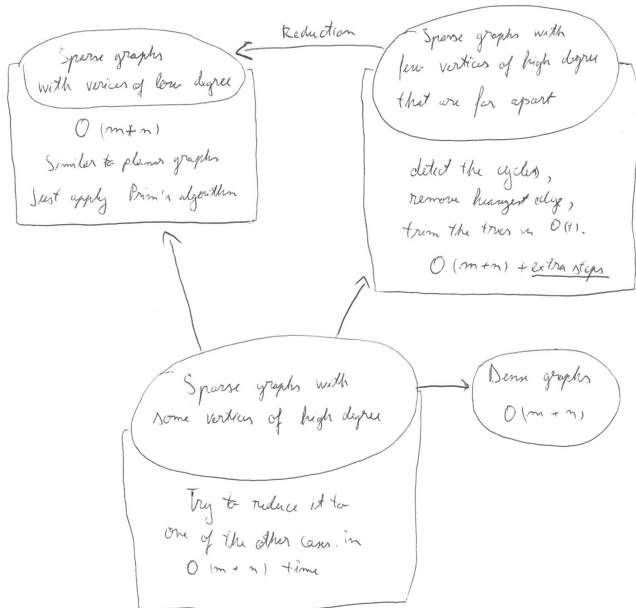 Reduction
Sparse graphs
with verices of low degree
O (m+n)
Similar to planar graphs
Just apply Prim's algorithm
Sparse graphs with
few vertices of high degree
that are far apart
detect the cycles,
remove heaviest edge,
trim the trees in O(1).
O (m+n) + extra steps
Sparse graphs with
some vertices of high degree
Try to reduce it to
one of the other cases. in
O (m+n) time
Dense graphs
O(m+n)